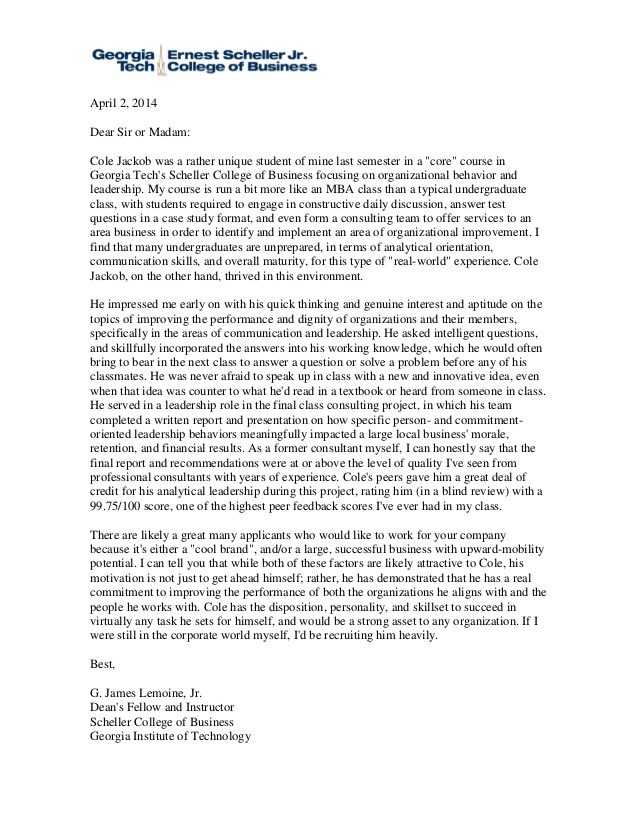 Georgia Tech Ernest Scheller Jr. College of Business
April 2, 2014
Dear Sir or Madam:
Cole Jackob was a rather unique student of mine last semester in a "core" course in
Georgia Tech's Scheller College of Business focusing on organizational behavior and
leadership. My course is run a bit more like an MBA class than a typical undergraduate
class, with students required to engage in constructive daily discussion, answer test
questions in a case study format, and even form a consulting team to offer services to an
area business in order to identify and implement an area of organizational improvement. I
find that many undergraduates are unprepared, in terms of analytical orientation,
communication skills, and overall maturity, for this type of "real-world" experience. Cole
Jackob, on the other hand, thrived in this environment.
He impressed me early on with his quick thinking and genuine interest and aptitude on the
topics of improving the performance and dignity of organizations and their members,
specifically in the areas of communication and leadership. He asked intelligent questions,
and skillfully incorporated the answers into his working knowledge, which he would often
bring to bear in the next class to answer a question or solve a problem before any of his
classmates. He was never afraid to speak up in class with a new and innovative idea, even
when that idea was counter to what he'd read in a textbook or heard from someone in class.
He served in a leadership role in the final class consulting project, in which his team
completed a written report and presentation on how specific person- and commitment-
oriented leadership behaviors meaningfully impacted a large local business' morale,
retention, and financial results. As a former consultant myself, I can honestly say that the
final report and recommendations were at or above the level of quality I've seen from
professional consultants with years of experience. Cole's peers gave him a great deal of
credit for his analytical leadership during this project, rating him (in a blind review) with a
99.75/100 score, one of the highest peer feedback scores I've ever had in my class.
There are likely a great many applicants who would like to work for your company
because it's either a "cool brand", and/or a large, successful business with upward-mobility
potential. I can tell you that while both of these factors are likely attractive to Cole, his
motivation is not just to get ahead himself; rather, he has demonstrated that he has a real
commitment to improving the performance of both the organizations he aligns with and the
people he works with. Cole has the disposition, personality, and skillset to succeed in
virtually any task he sets for himself, and would be a strong asset to any organization. If I
were still in the corporate world myself, I'd be recruiting him heavily.
Best,
G. James Lemoine, Jr.
Dean's Fellow and Instructor
Scheller College of Business
Georgia Institute of Technology